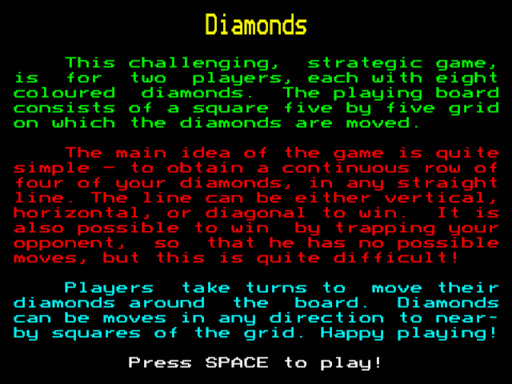 Diamonds
This challenging, strategic game,
is for two players, each with eight
coloured diamonds. The playing board
consists of a square five by five grid
on which the diamonds are moved.
The main idea of the game is quite
simple - to obtain a continuous row of
four of your diamonds, in any straight
line. The line can be either vertical,
horizontal, or diagonal to win. It is
also possible to win by trapping your
opponent, so that he has no possible
moves, but this is quite difficult!
Players take turns to move their
diamonds around the board. Diamonds
can be moves in any direction to near-
by squares of the grid. Happy playing!
Press SPACE to play!